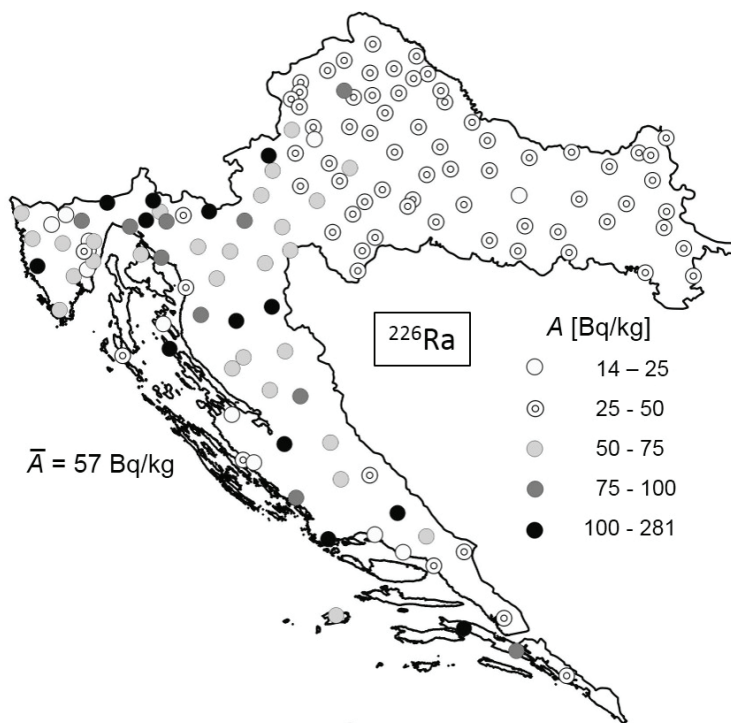 ²²⁶Ra
A [Bq/kg]
14 – 25
25 - 50
50 - 75
75 - 100
100 - 281
A̅ = 57 Bq/kg